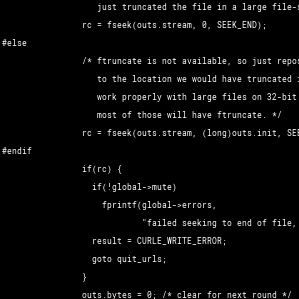 just truncated the file in a large file-s
rc = fseek(outs.stream, 0, SEEK_END);
#else
/* ftruncate is not available, so just repos
to the location we would have truncated i
work properly with large files on 32-bit
most of those will have ftruncate. */
rc = fseek(outs.stream, (long)outs.init, SEE
#endif
if(rc) {
if(!global->mute)
fprintf(global->errors,
"failed seeking to end of file,
result = CURLE_WRITE_ERROR;
goto quit_urls;
}
outs.bytes = 0; /* clear for next round */